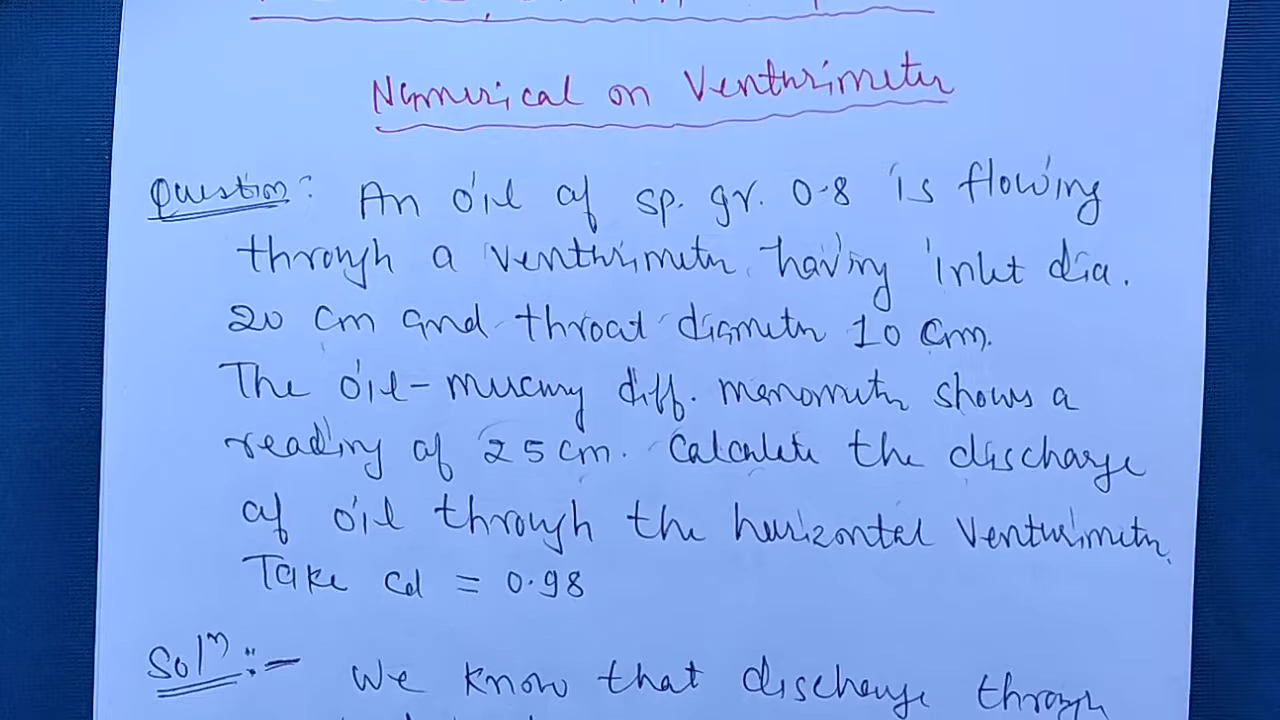 Numerical on Venturimeter
Question: An oil of sp. gr. 0.8 is flowing
through a venturimeter having inlet dia.
20 cm and throat diameter 10 cm.
The oil-mercury diff. manometer shows a
reading of 25 cm. Calculate the discharge
of oil through the horizontal Venturimeter.
Take Cd = 0.98
Solⁿ :- We know that discharge through